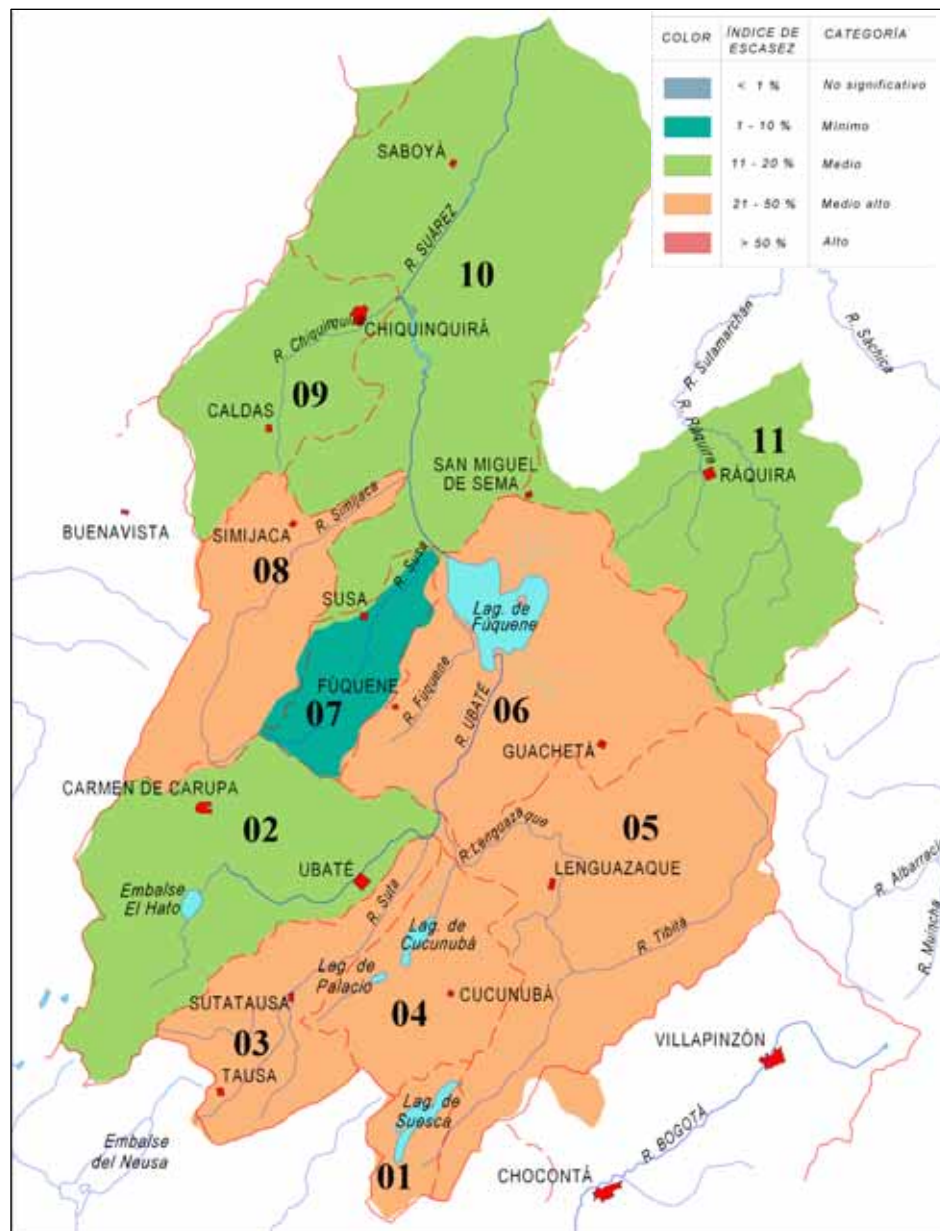 COLOR
ÍNDICE DE
ESCASEZ
CATEGORÍA
< 1 %
No significativo
1 - 10 %
Mínimo
11 - 20 %
Medio
21 - 50 %
Medio alto
> 50 %
Alto
SABOYÁ
R. SUÁREZ
10
R. Chiquinquirá
CHIQUINQUIRÁ
R. Sutamarchán
R. Sáchica
09
CALDAS
R. Ráquira
11
RÁQUIRA
SAN MIGUEL
DE SEMA
BUENAVISTA
SIMIJACA
R. Simijaca
08
R. Susa
SUSA
Lag. de
Fúquene
FÚQUENE
07
R. Fúquene
R. UBATÉ
06
GUACHETÁ
CARMEN DE CARUPA
02
R. Lenguazaque
05
UBATÉ
LENGUAZAQUE
Embalse
El Hato
R. Suta
R. Albarracín
Lag. de
Cucunubá
R. Tibitá
R. Muincha
Lag. de
Palacio
SUTATAUSA
04
CUCUNUBÁ
03
VILLAPINZÓN
TAUSA
Lag. de
Suesca
Embalse
del Neusa
R. BOGOTÁ
01
CHOCONTÁ